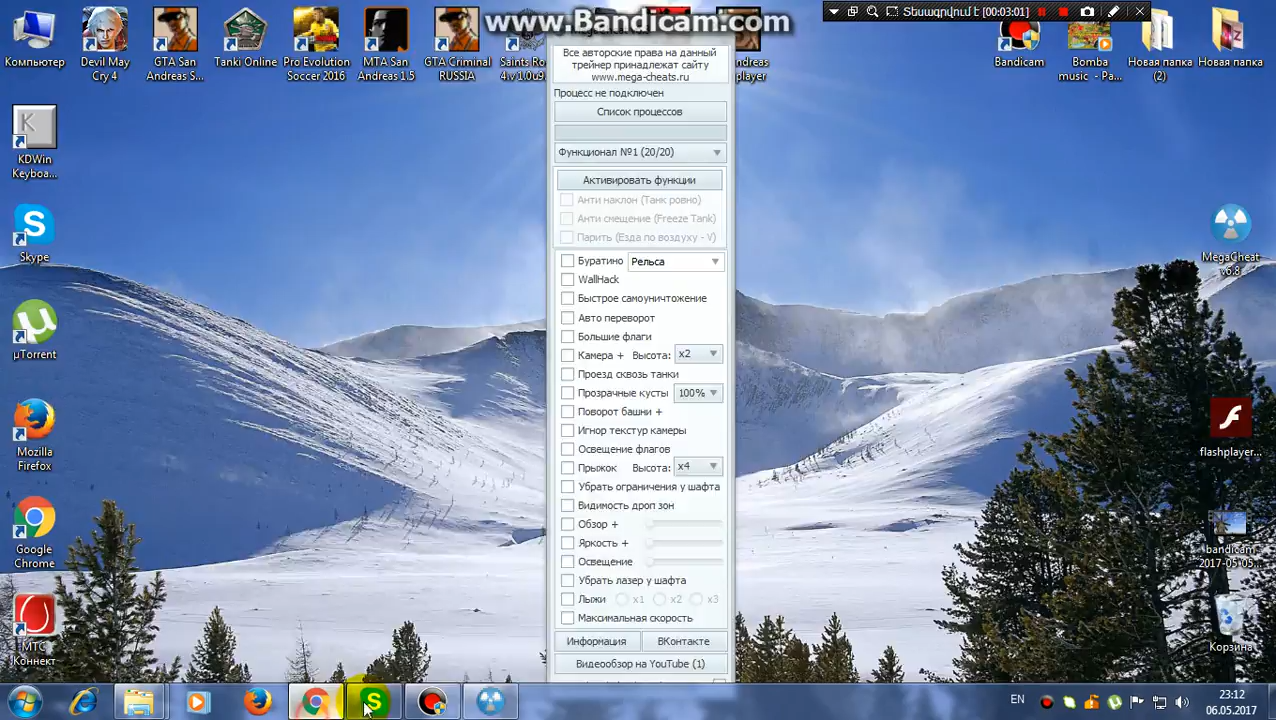 www.Bandicam.com
Տեսագրվում է [00:03:01]
Компьютер
Devil May
Cry 4
GTA San
Andreas S...
Tanki Online
Pro Evolution
Soccer 2016
MTA San
Andreas 1.5
GTA Criminal
RUSSIA
Saints Ro
Bandicam
Bomba
music - Pa...
Новая папка
(2)
Новая папка
Все авторские права на данный
трейнер принадлежат сайту
www.mega-cheats.ru
Процесс не подключен
Список процессов
Функционал №1 (20/20)
Активировать функции
Анти наклон (Танк ровно)
Анти смещение (Freeze Tank)
Парить (Езда по воздуху - V)
Буратино Рельса
WallHack
Быстрое самоуничтожение
Авто переворот
Большие флаги
Камера + Высота: x2
Проезд сквозь танки
Прозрачные кусты 100%
Поворот башни +
Игнор текстур камеры
Освещение флагов
Прыжок Высота: x4
Убрать ограничения у шафта
Видимость дроп зон
Обзор +
Яркость +
Освещение
Убрать лазер у шафта
Лыжи x1 x2 x3
Максимальная скорость
Информация ВКонтакте
Видеообзор на YouTube (1)
KDWin
Keyboa...
Skype
µTorrent
Mozilla
Firefox
Google
Chrome
МТС
Коннект
MegaCheat
v6.8
flashplayer...
bandicam
2017-05-05...
Корзина
EN
23:12
06.05.2017